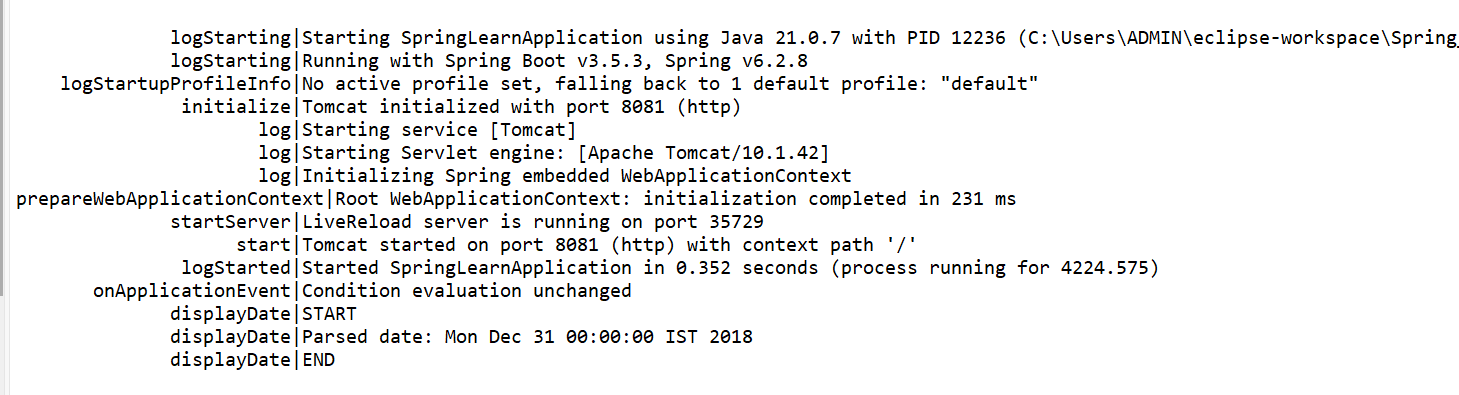 logStarting|Starting SpringLearnApplication using Java 21.0.7 with PID 12236 (C:\Users\ADMIN\eclipse-workspace\Spring_
logStarting|Running with Spring Boot v3.5.3, Spring v6.2.8
logStartupProfileInfo|No active profile set, falling back to 1 default profile: "default"
initialize|Tomcat initialized with port 8081 (http)
log|Starting service [Tomcat]
log|Starting Servlet engine: [Apache Tomcat/10.1.42]
log|Initializing Spring embedded WebApplicationContext
prepareWebApplicationContext|Root WebApplicationContext: initialization completed in 231 ms
startServer|LiveReload server is running on port 35729
start|Tomcat started on port 8081 (http) with context path '/'
logStarted|Started SpringLearnApplication in 0.352 seconds (process running for 4224.575)
onApplicationEvent|Condition evaluation unchanged
displayDate|START
displayDate|Parsed date: Mon Dec 31 00:00:00 IST 2018
displayDate|END